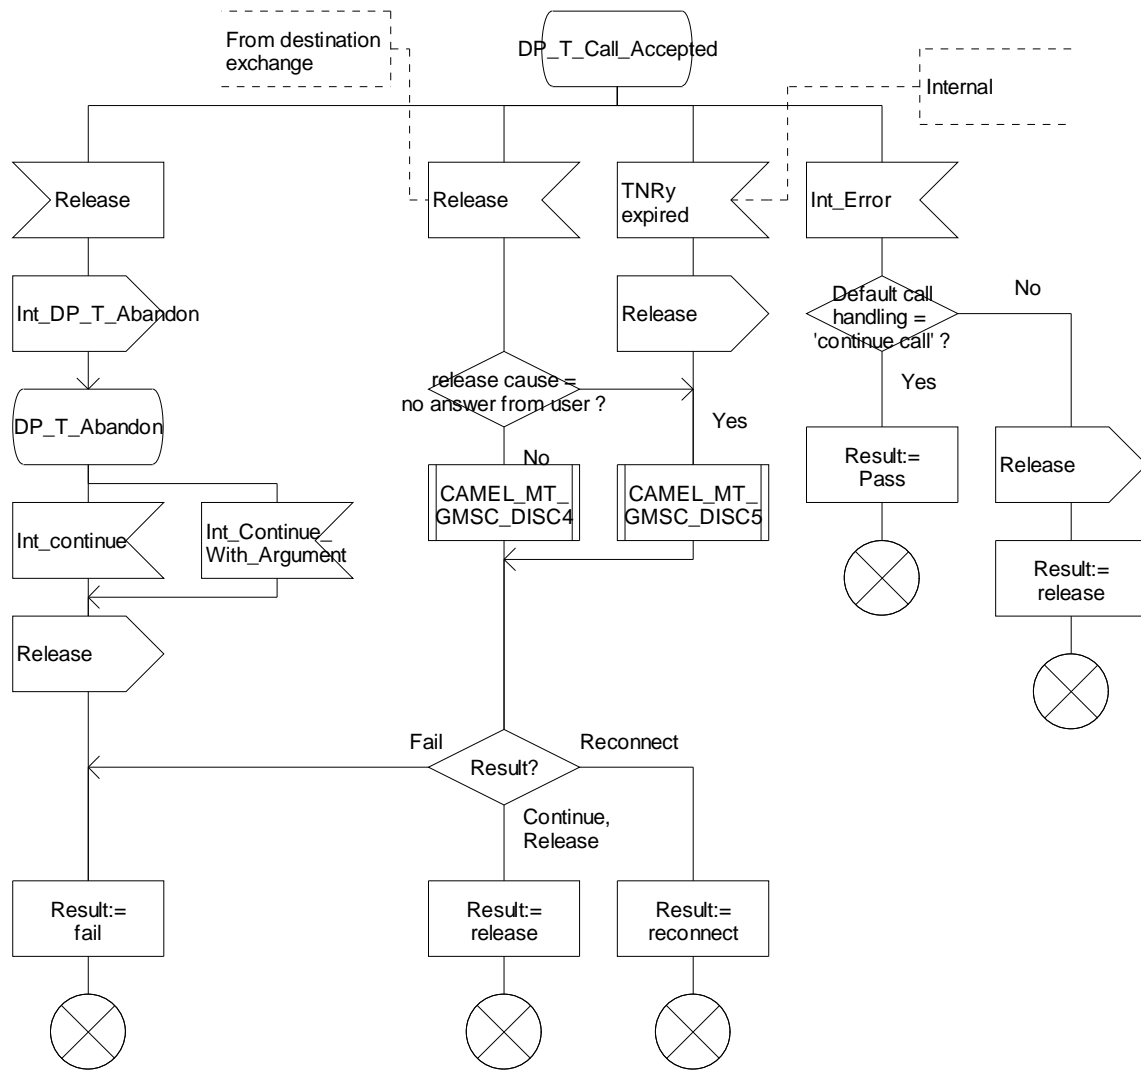 From destination
exchange
DP_T_Call_Accepted
Internal
Release
Release
TNRy
expired
Int_Error
Int_DP_T_Abandon
Release
Default call
handling =
'continue call' ?
No
release cause =
no answer from user ?
Yes
Yes
DP_T_Abandon
No
Result:=
Pass
Release
CAMEL_MT_
GMSC_DISC4
CAMEL_MT_
GMSC_DISC5
Int_continue
Int_Continue_
With_Argument
Result:=
release
Release
Fail
Reconnect
Result?
Continue,
Release
Result:=
fail
Result:=
release
Result:=
reconnect